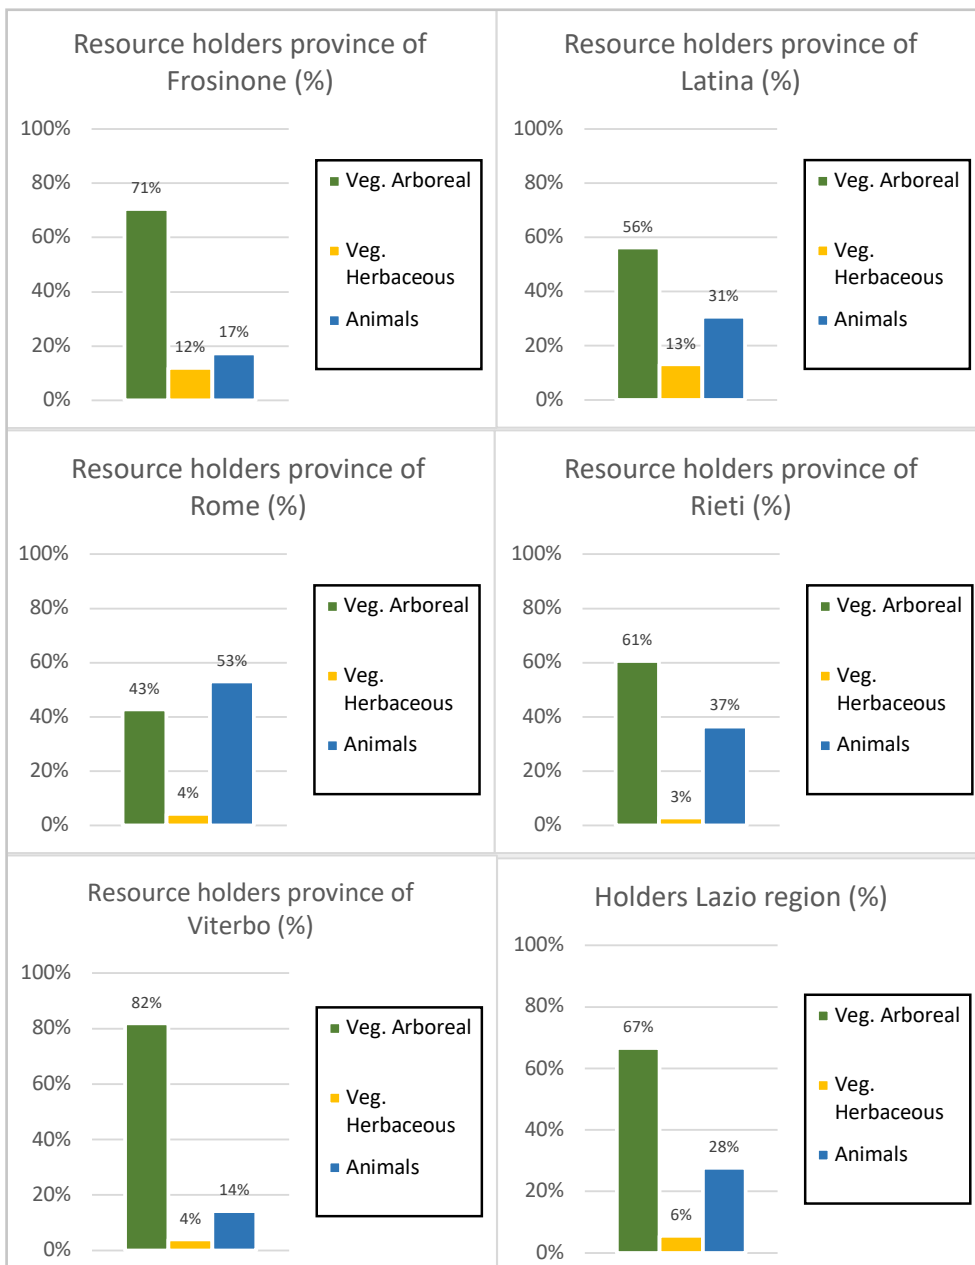 Resource holders province of
Frosinone (%)
100%
80%
60%
40%
20%
0%
71%
12%
17%
Veg. Arboreal
Veg.
Herbaceous
Animals
Resource holders province of
Latina (%)
100%
80%
60%
40%
20%
0%
56%
13%
31%
Veg. Arboreal
Veg.
Herbaceous
Animals
Resource holders province of
Rome (%)
100%
80%
60%
40%
20%
0%
43%
4%
53%
Veg. Arboreal
Veg.
Herbaceous
Animals
Resource holders province of
Rieti (%)
100%
80%
60%
40%
20%
0%
61%
3%
37%
Veg. Arboreal
Veg.
Herbaceous
Animals
Resource holders province of
Viterbo (%)
100%
80%
60%
40%
20%
0%
82%
4%
14%
Veg. Arboreal
Veg.
Herbaceous
Animals
Holders Lazio region (%)
100%
80%
60%
40%
20%
0%
67%
6%
28%
Veg. Arboreal
Veg.
Herbaceous
Animals